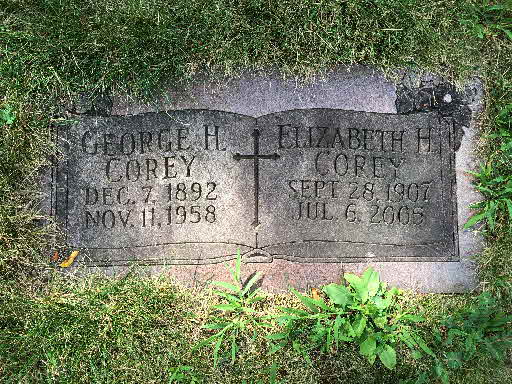 GEORGE H.
COREY
DEC. 7, 1892
NOV. 11, 1958
ELIZABETH H.
COREY
SEPT 28, 1907
JUL 6, 2005